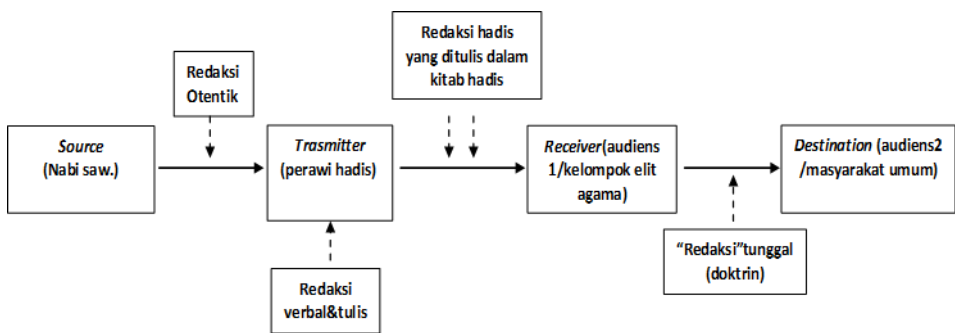 Redaksi hadis
yang ditulis dalam
kitab hadis
Redaksi
Otentik
Source
(Nabi saw.)
Trasmitter
(perawi hadis)
Receiver(audiens
1/kelompok elit
agama)
Destination (audiens2
/masyarakat umum)
Redaksi
verbal&tulis
“Redaksi”tunggal
(doktrin)